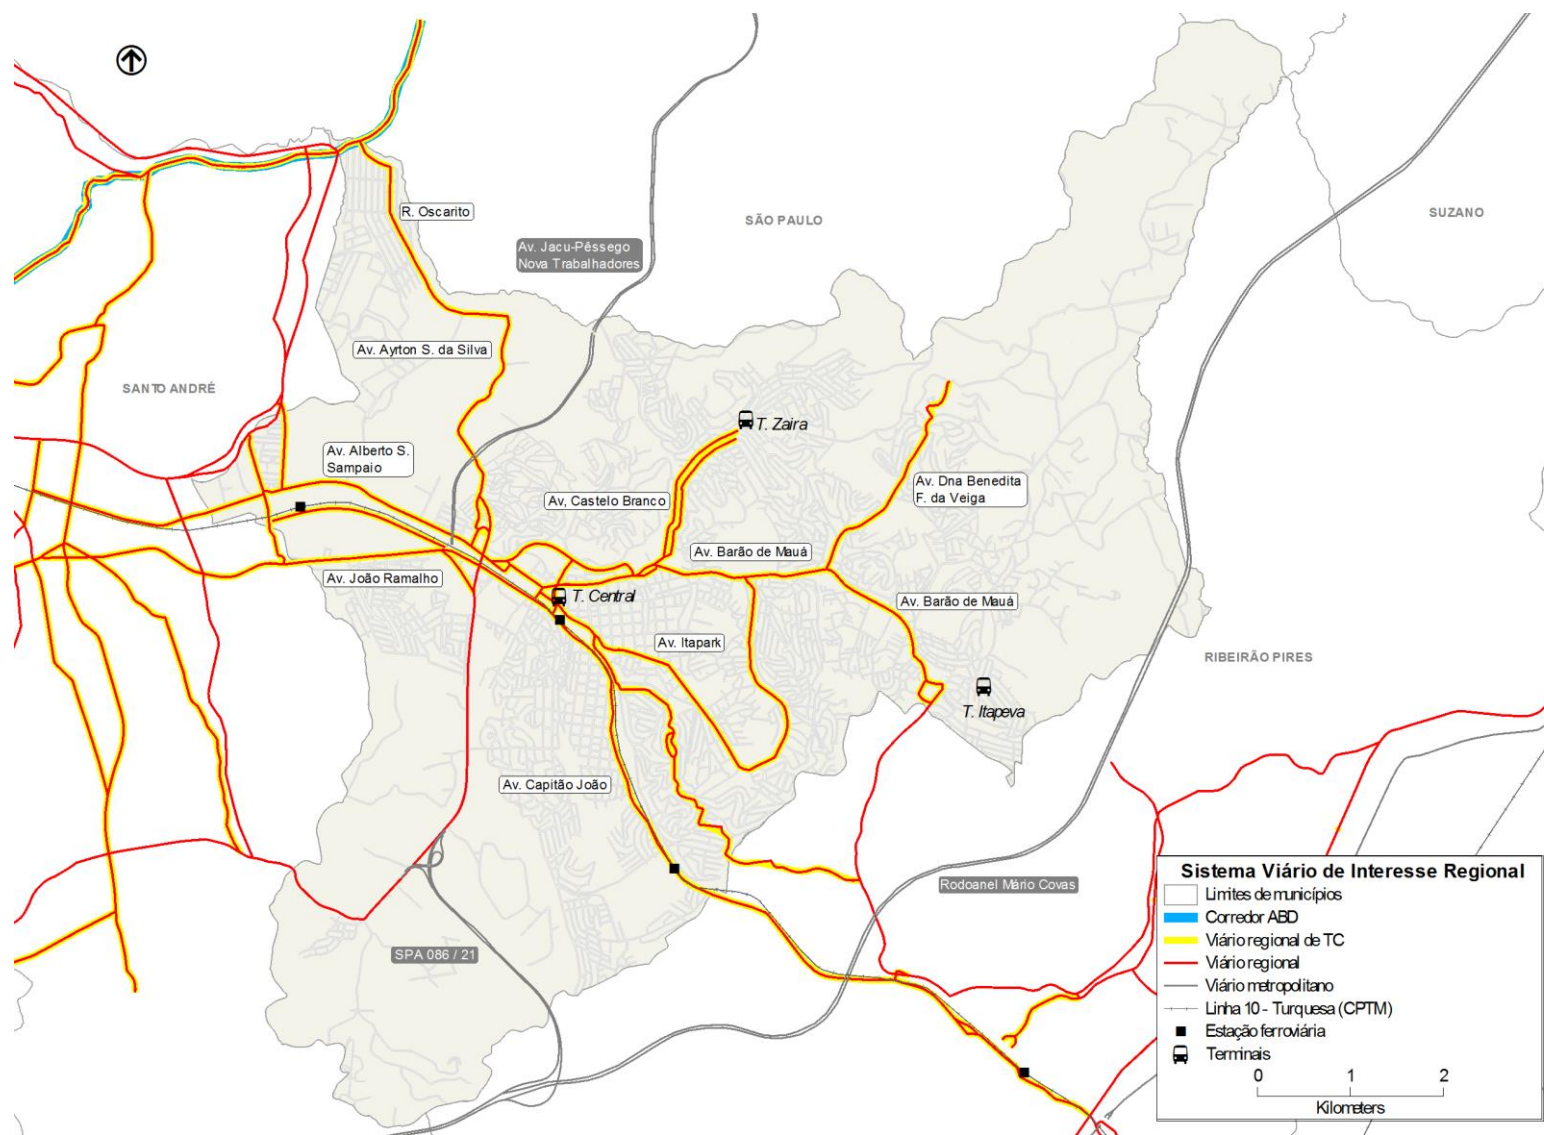 R. Oscarito
SÃO PAULO
SUZANO
Av. Jacu-Pêssego
Nova Trabalhadores
Av. Ayrton S. da Silva
SANTO ANDRÉ
T. Zaira
Av. Alberto S.
Sampaio
Av, Castelo Branco
Av. Dna Benedita
F. da Veiga
Av. Barão de Mauá
Av. João Ramalho
T. Central
Av. Barão de Mauá
Av. Itapark
RIBEIRÃO PIRES
T. Itapeva
Av. Capitão João
Rodoanel Mário Covas
SPA 086 / 21
Sistema Viário de Interesse Regional
Limites de municípios
Corredor ABD
Viário regional de TC
Viário regional
Viário metropolitano
Linha 10 - Turquesa (CPTM)
Estação ferroviária
Terminais
0 1 2
Kilometers